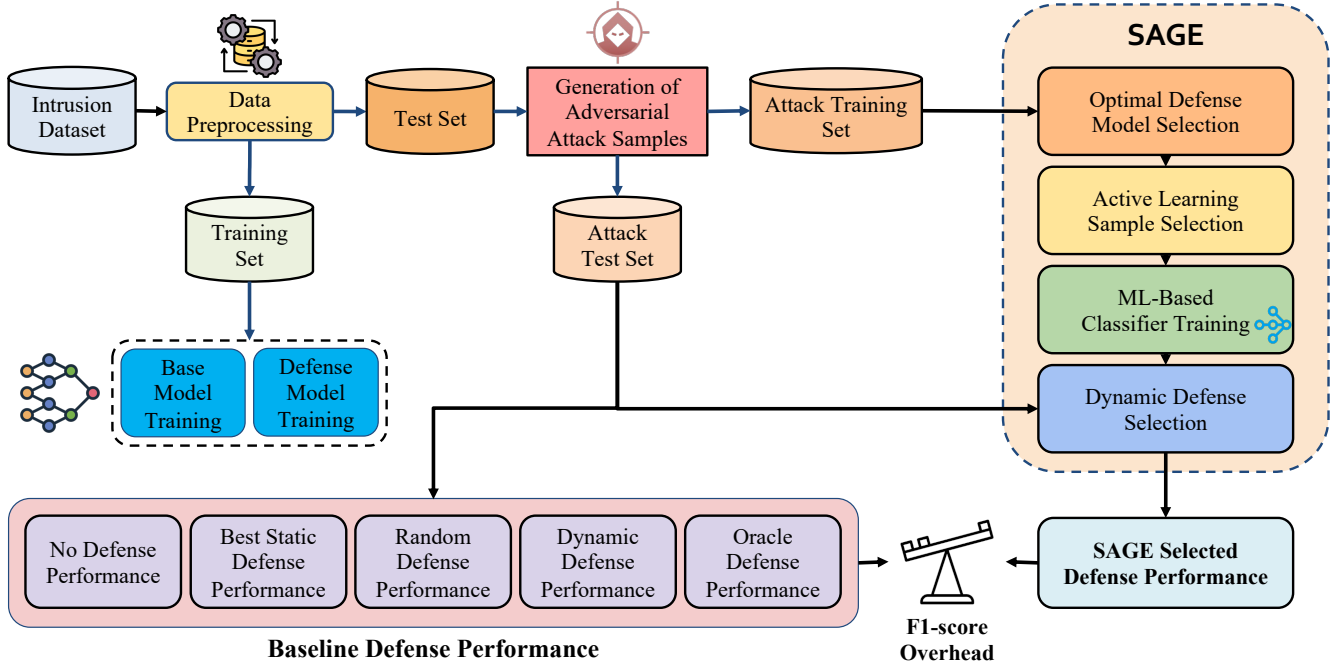 SAGE
Intrusion
Dataset
Data
Preprocessing
Test Set
Generation of
Adversarial
Attack Samples
Attack Training
Set
Optimal Defense
Model Selection
Training
Set
Attack
Test Set
Active Learning
Sample Selection
ML-Based
Classifier Training
Base
Model
Training
Defense
Model
Training
Dynamic Defense
Selection
No Defense
Performance
Best Static
Defense
Performance
Random
Defense
Performance
Dynamic
Defense
Performance
Oracle
Defense
Performance
SAGE Selected
Defense Performance
F1-score
Overhead
Baseline Defense Performance